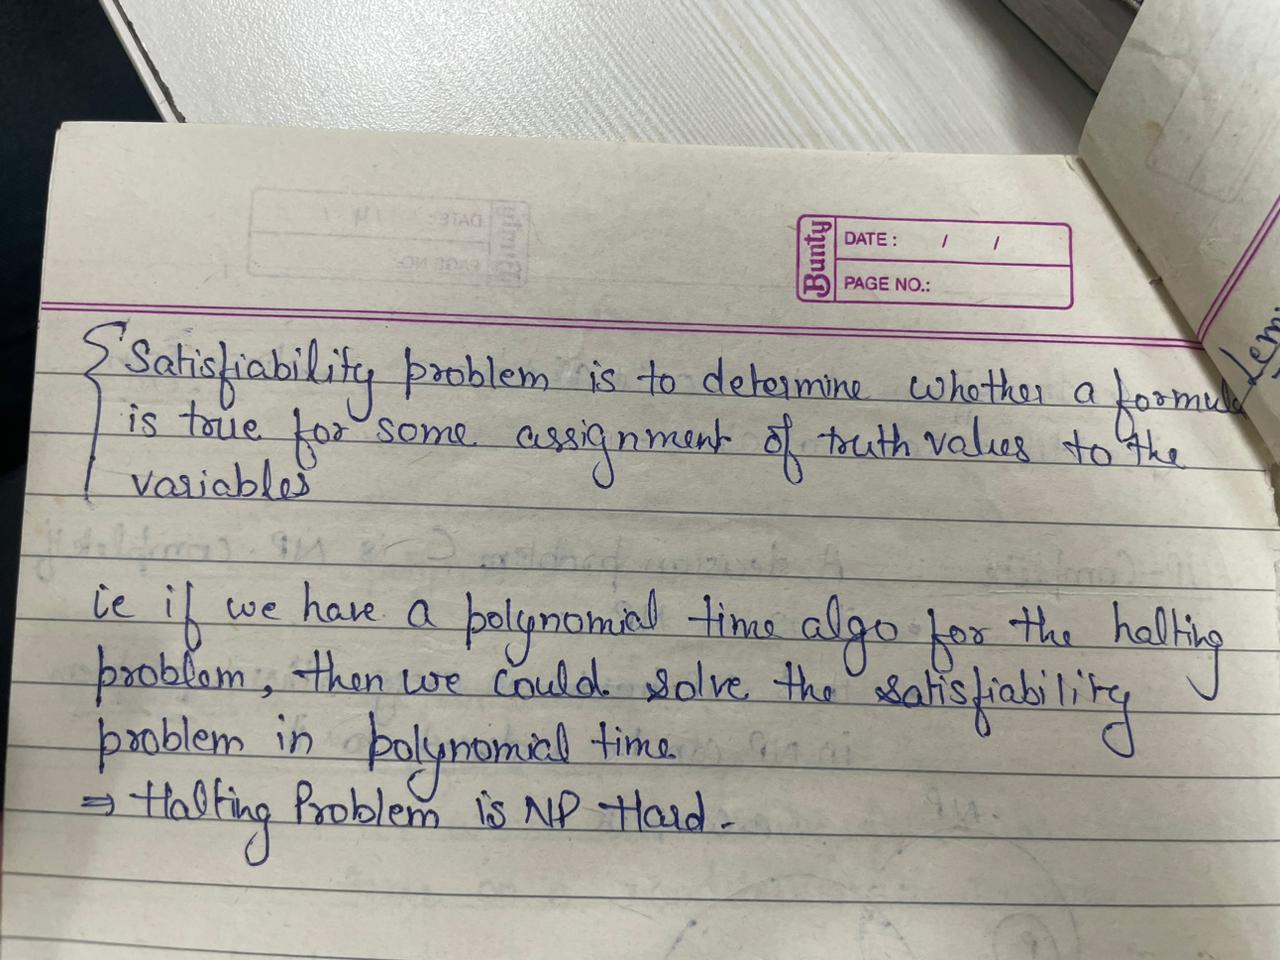 Bunty
DATE: / /
PAGE NO.:
Satisfiability problem is to determine whether a formula
is true for some assignment of truth values to the
variables
ie if we have a polynomial time algo for the halting
problem, then we could solve the satisfiability
problem in polynomial time
⇒ Halting Problem is NP Hard.